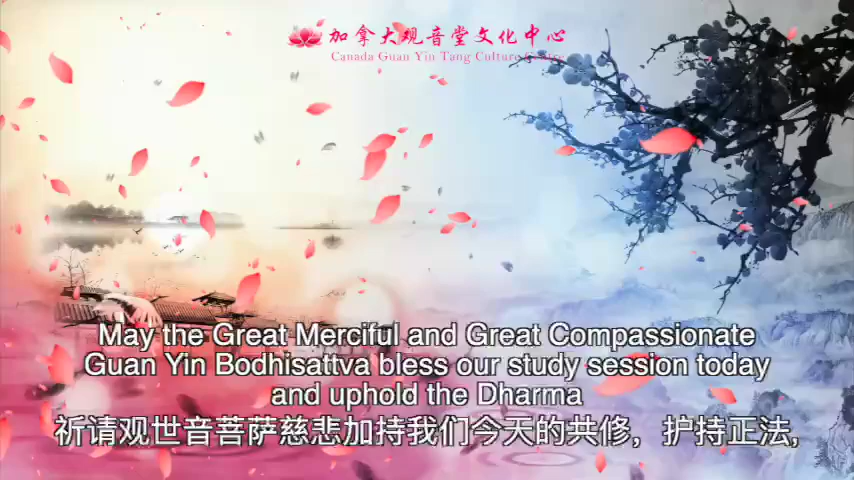 加拿大观音堂文化中心
Canada Guan Yin Tang Culture Centre
May the Great Merciful and Great Compassionate
Guan Yin Bodhisattva bless our study session today
and uphold the Dharma
祈请观世音菩萨慈悲加持我们今天的共修，护持正法,